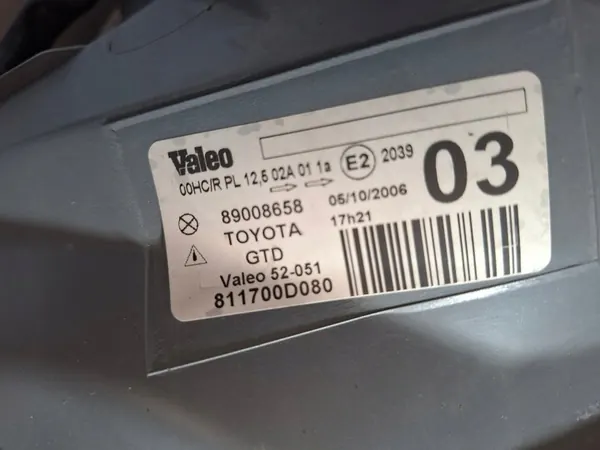 Valeo
00HC/R PL 12,5 02A 01 1a E2 2039
03
89008658 05/10/2006
TOYOTA 17h21
GTD
Valeo 52-051
811700D080